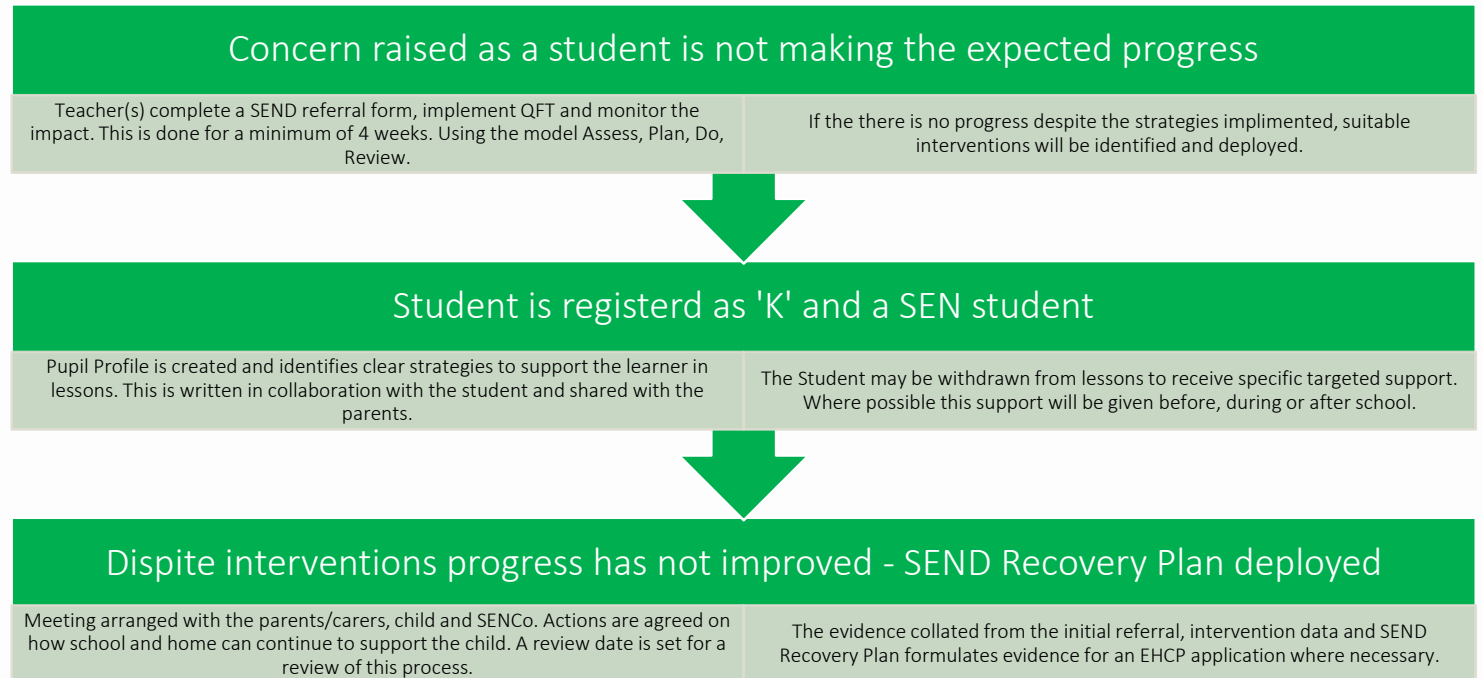 Concern raised as a student is not making the expected progress
Teacher(s) complete a SEND referral form, implement QFT and monitor the
impact. This is done for a minimum of 4 weeks. Using the model Assess, Plan, Do,
Review.
If the there is no progress despite the strategies implimented, suitable
interventions will be identified and deployed.
Student is registerd as 'K' and a SEN student
Pupil Profile is created and identifies clear strategies to support the learner in
lessons. This is written in collaboration with the student and shared with the
parents.
The Student may be withdrawn from lessons to receive specific targeted support.
Where possible this support will be given before, during or after school.
Dispite interventions progress has not improved - SEND Recovery Plan deployed
Meeting arranged with the parents/carers, child and SENCo. Actions are agreed on
how school and home can continue to support the child. A review date is set for a
review of this process.
The evidence collated from the initial referral, intervention data and SEND
Recovery Plan formulates evidence for an EHCP application where necessary.